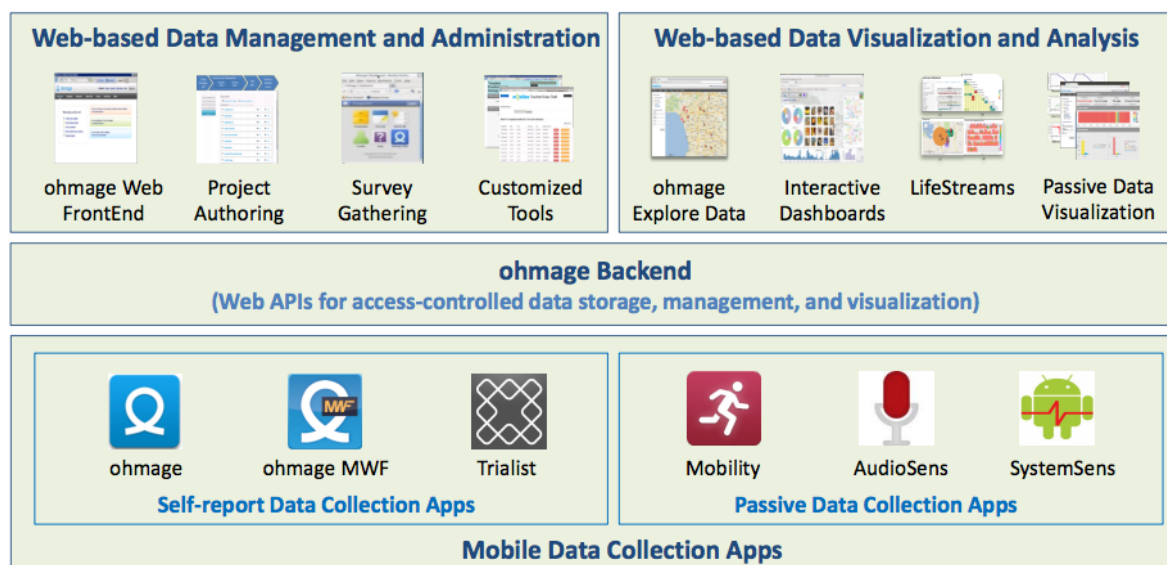 Web-based Data Management and Administration
ohmage Web
FrontEnd
Project
Authoring
Survey
Gathering
Customized
Tools
Web-based Data Visualization and Analysis
ohmage
Explore Data
Interactive
Dashboards
LifeStreams
Passive Data
Visualization
ohmage Backend
(Web APIs for access-controlled data storage, management, and visualization)
MWF
ohmage
ohmage MWF
Trialist
Self-report Data Collection Apps
Mobility
AudioSens
SystemSens
Passive Data Collection Apps
Mobile Data Collection Apps